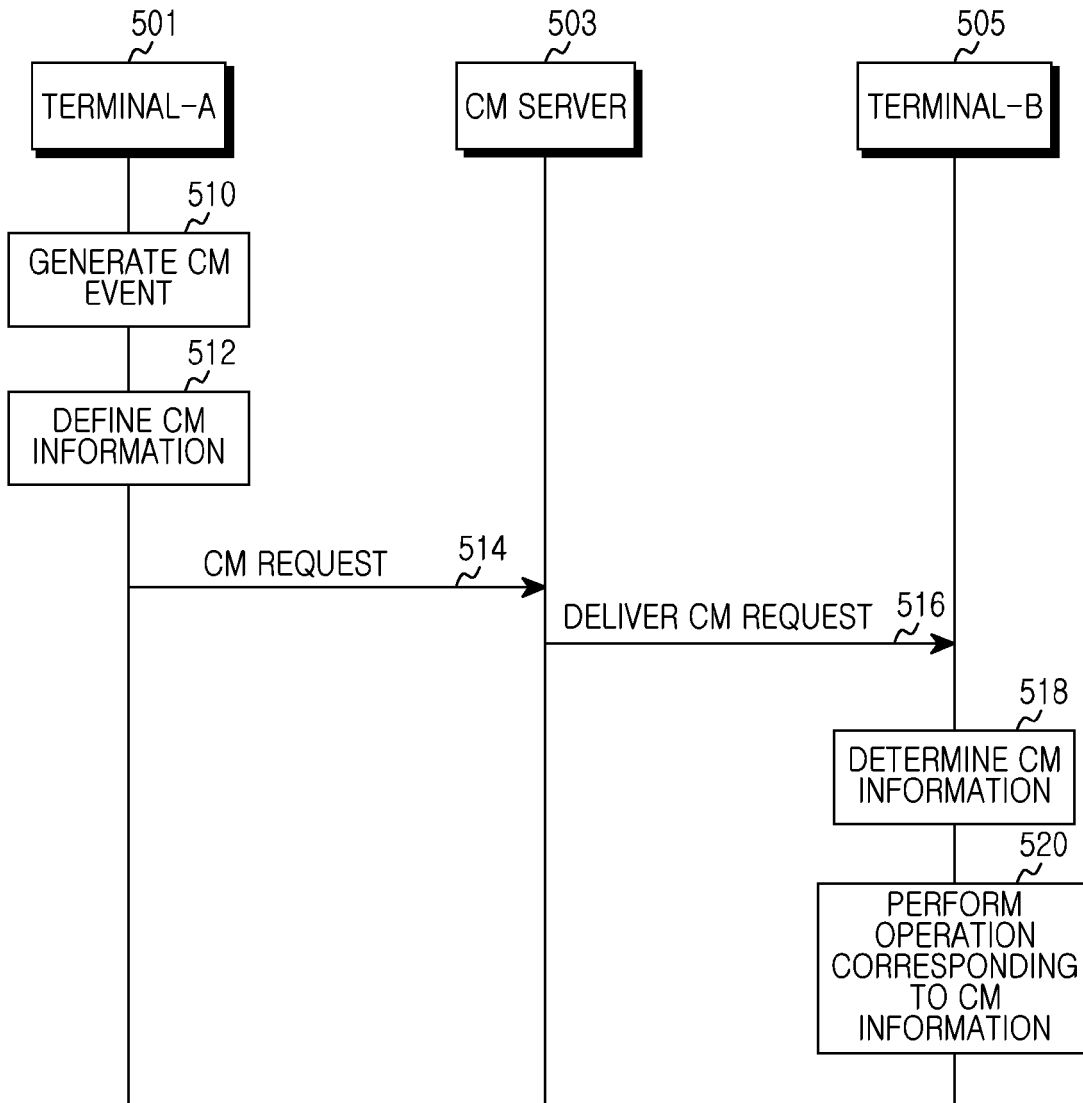 501
503
505
TERMINAL-A
CM SERVER
TERMINAL-B
510
GENERATE CM
EVENT
512
DEFINE CM
INFORMATION
CM REQUEST
514
DELIVER CM REQUEST
516
518
DETERMINE CM
INFORMATION
520
PERFORM
OPERATION
CORRESPONDING
TO CM
INFORMATION